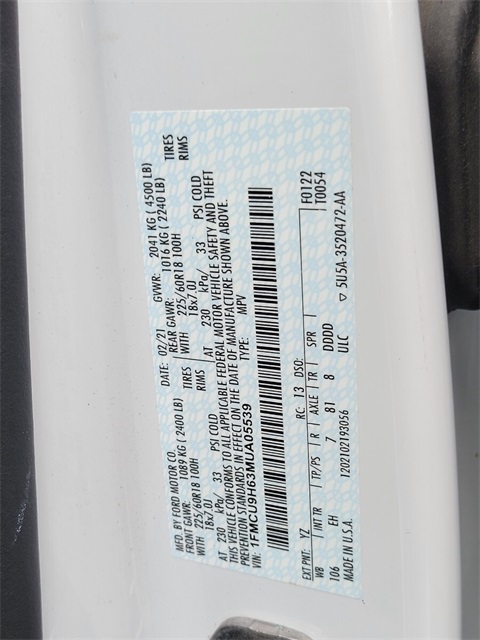 MFD. BY FORD MOTOR CO.
DATE: 02/21 GVWR: 2041 KG ( 4500 LB)
FRONT GAWR: 1089 KG ( 2400 LB) REAR GAWR: 1016 KG ( 2240 LB)
WITH 225/60R18 100H TIRES WITH 225/60R18 100H TIRES
18x7.0J RIMS 18x7.0J RIMS
AT 230 kPa/ 33 PSI COLD AT 230 kPa/ 33 PSI COLD
THIS VEHICLE CONFORMS TO ALL APPLICABLE FEDERAL MOTOR VEHICLE SAFETY AND THEFT
PREVENTION STANDARDS IN EFFECT ON THE DATE OF MANUFACTURE SHOWN ABOVE.
VIN: 1FMCU9H63MUA05539 TYPE: MPV
F0122
T0054
EXT PNT: YZ RC: 13 DSO:
WB INT TR TP/PS R AXLE TR SPR
106 EH 7 81 8 DDDD
MADE IN U.S.A. 1202102193056 ULC
5U5A-3520472-AA